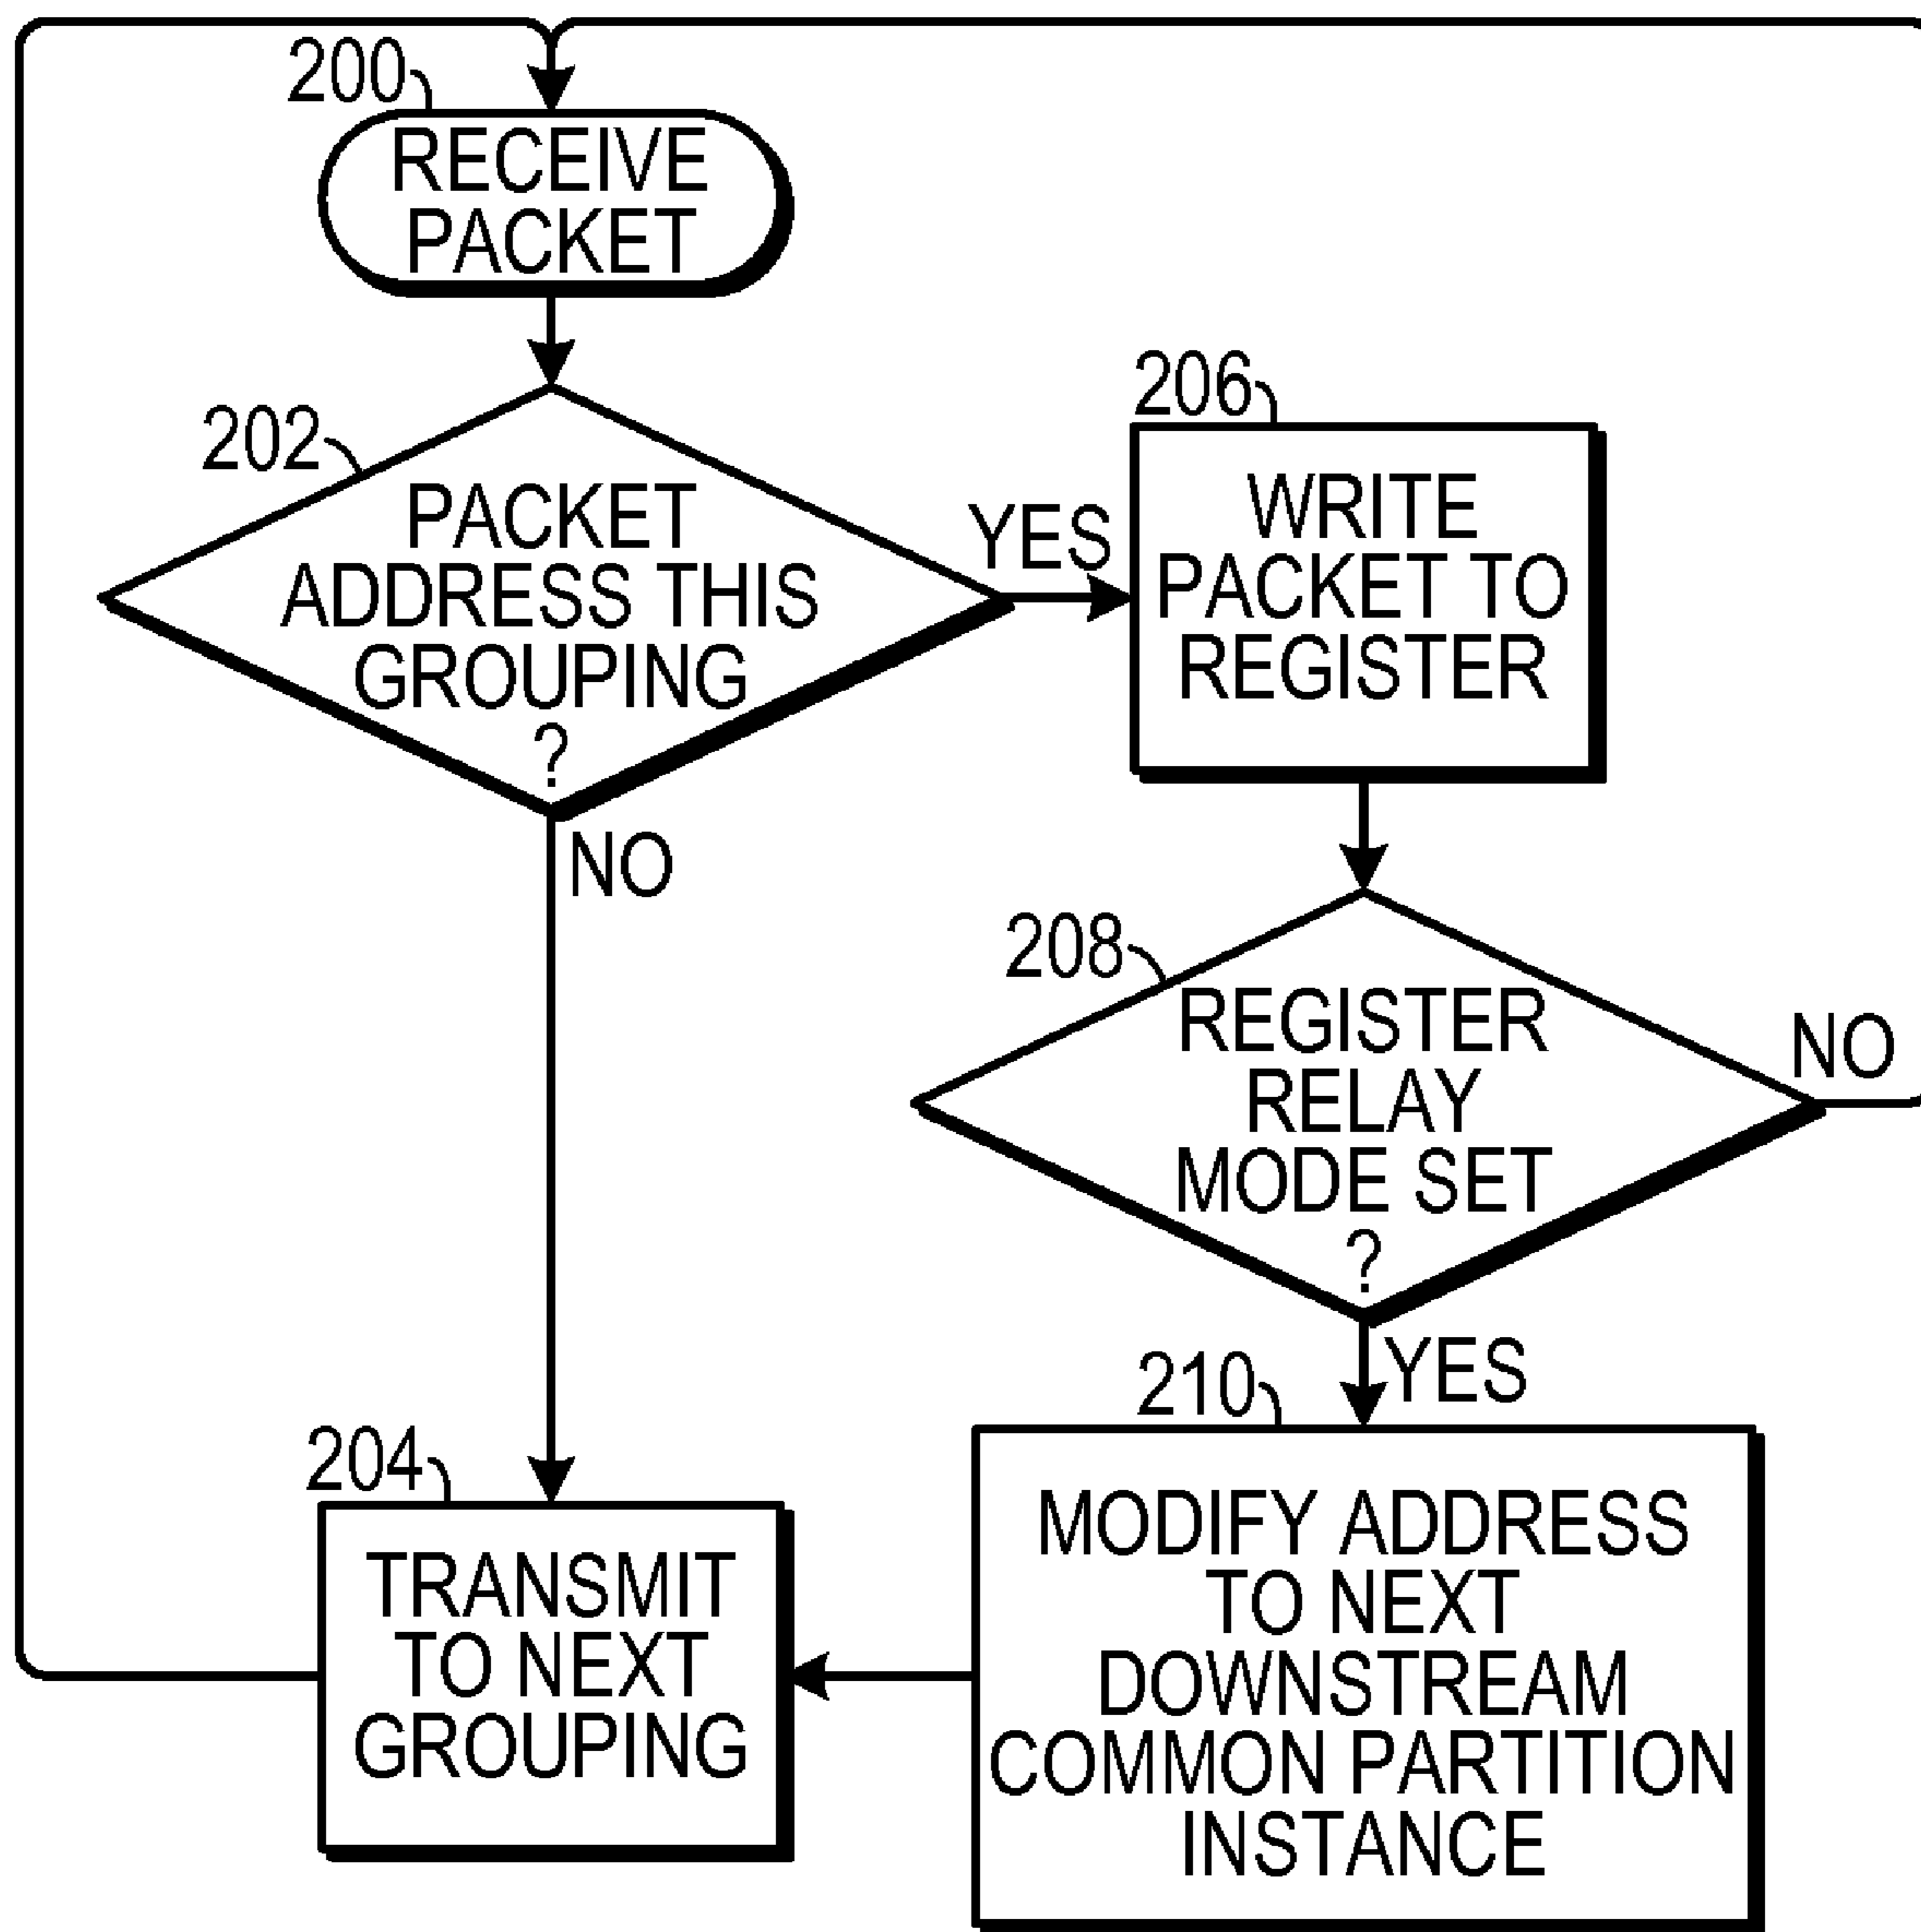 200
RECEIVE
PACKET
202
PACKET
ADDRESS THIS
GROUPING
?
YES
NO
206
WRITE
PACKET TO
REGISTER
208
REGISTER
RELAY
MODE SET
?
NO
YES
210
MODIFY ADDRESS
TO NEXT
DOWNSTREAM
COMMON PARTITION
INSTANCE
204
TRANSMIT
TO NEXT
GROUPING